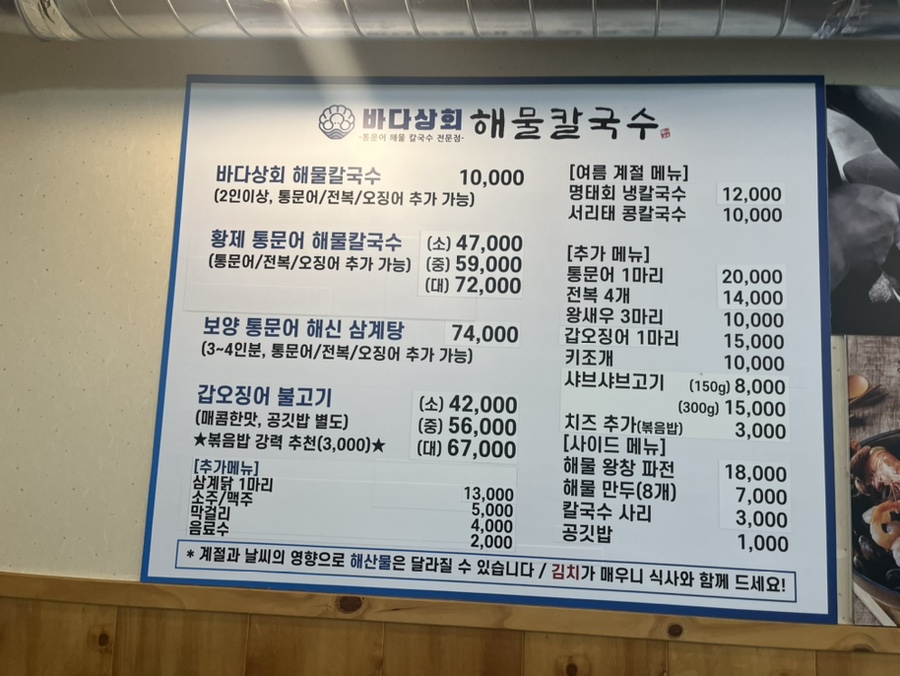 바다상회 해물칼국수
-통문어 해물 칼국수 전문점-
바다상회 해물칼국수 10,000
(2인이상, 통문어/전복/오징어 추가 가능)
황제 통문어 해물칼국수 (소) 47,000
(통문어/전복/오징어 추가 가능) (중) 59,000
(대) 72,000
보양 통문어 해신 삼계탕 74,000
(3~4인분, 통문어/전복/오징어 추가 가능)
갑오징어 불고기 (소) 42,000
(매콤한맛, 공깃밥 별도) (중) 56,000
★볶음밥 강력 추천(3,000)★ (대) 67,000
[추가메뉴]
삼계닭 1마리 13,000
소주/맥주 5,000
막걸리 4,000
음료수 2,000
[여름 계절 메뉴]
명태회 냉칼국수 12,000
서리태 콩칼국수 10,000
[추가 메뉴]
통문어 1마리 20,000
전복 4개 14,000
왕새우 3마리 10,000
갑오징어 1마리 15,000
키조개 10,000
샤브샤브고기 (150g) 8,000
(300g) 15,000
치즈 추가(볶음밥) 3,000
[사이드 메뉴]
해물 왕창 파전 18,000
해물 만두(8개) 7,000
칼국수 사리 3,000
공깃밥 1,000
* 계절과 날씨의 영향으로 해산물은 달라질 수 있습니다 / 김치가 매우니 식사와 함께 드세요!